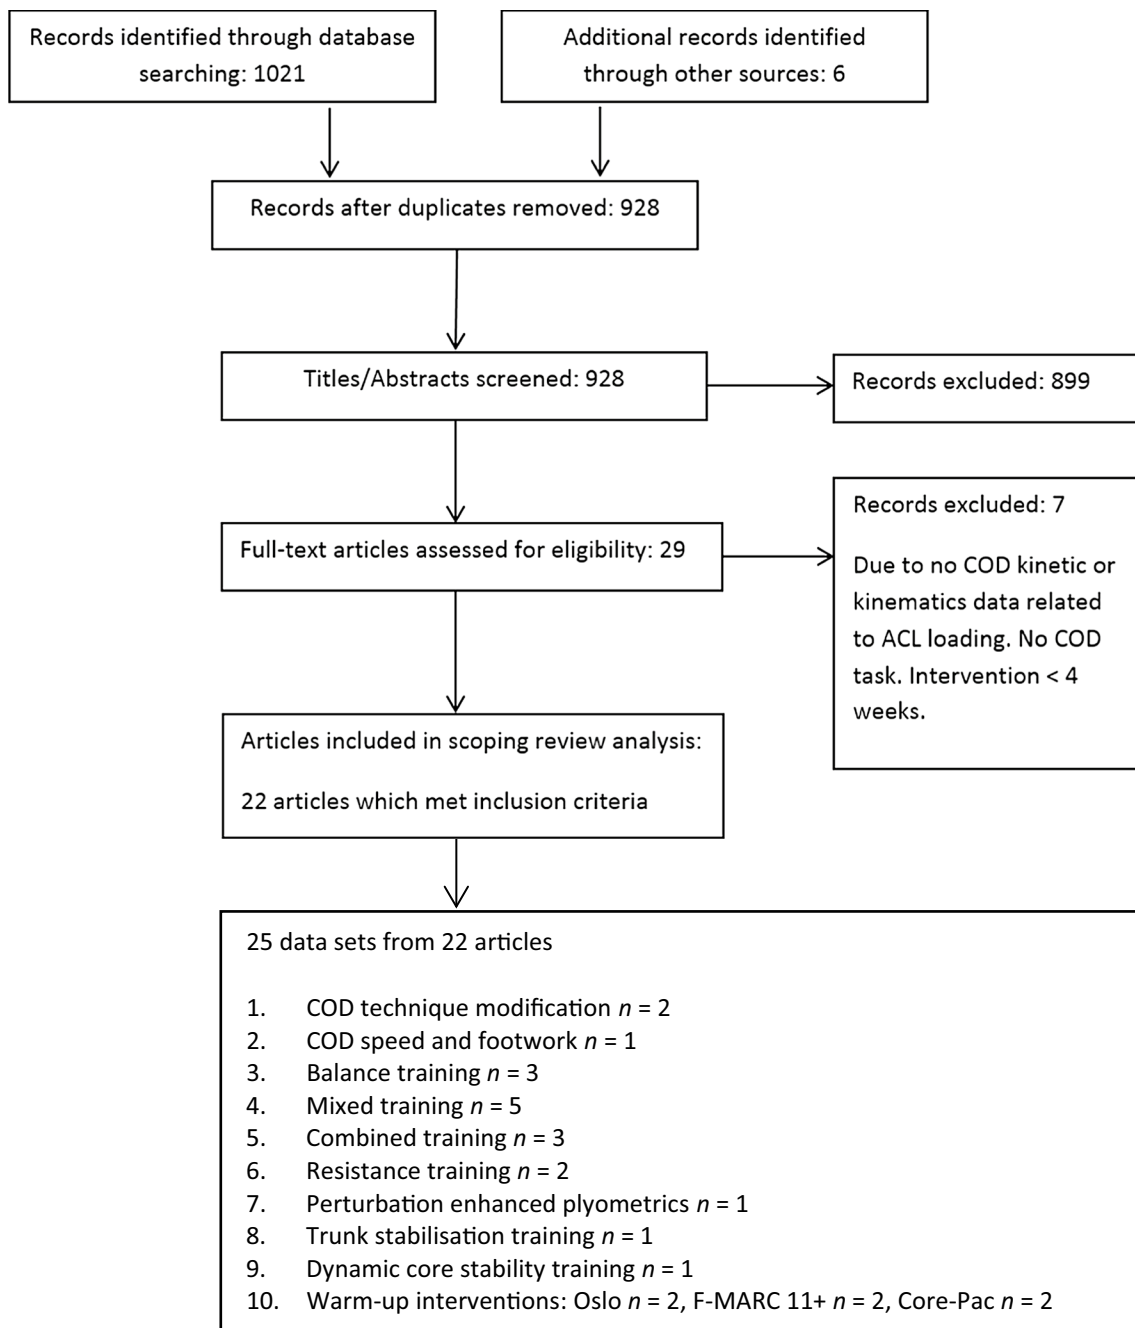 Records identified through database
searching: 1021
Additional records identified
through other sources: 6
Records after duplicates removed: 928
Titles/Abstracts screened: 928
Records excluded: 899
Full-text articles assessed for eligibility: 29
Records excluded: 7
Due to no COD kinetic or
kinematics data related
to ACL loading. No COD
task. Intervention < 4
weeks.
Articles included in scoping review analysis:
22 articles which met inclusion criteria
25 data sets from 22 articles
1. COD technique modification n = 2
2. COD speed and footwork n = 1
3. Balance training n = 3
4. Mixed training n = 5
5. Combined training n = 3
6. Resistance training n = 2
7. Perturbation enhanced plyometrics n = 1
8. Trunk stabilisation training n = 1
9. Dynamic core stability training n = 1
10. Warm-up interventions: Oslo n = 2, F-MARC 11+ n = 2, Core-Pac n = 2